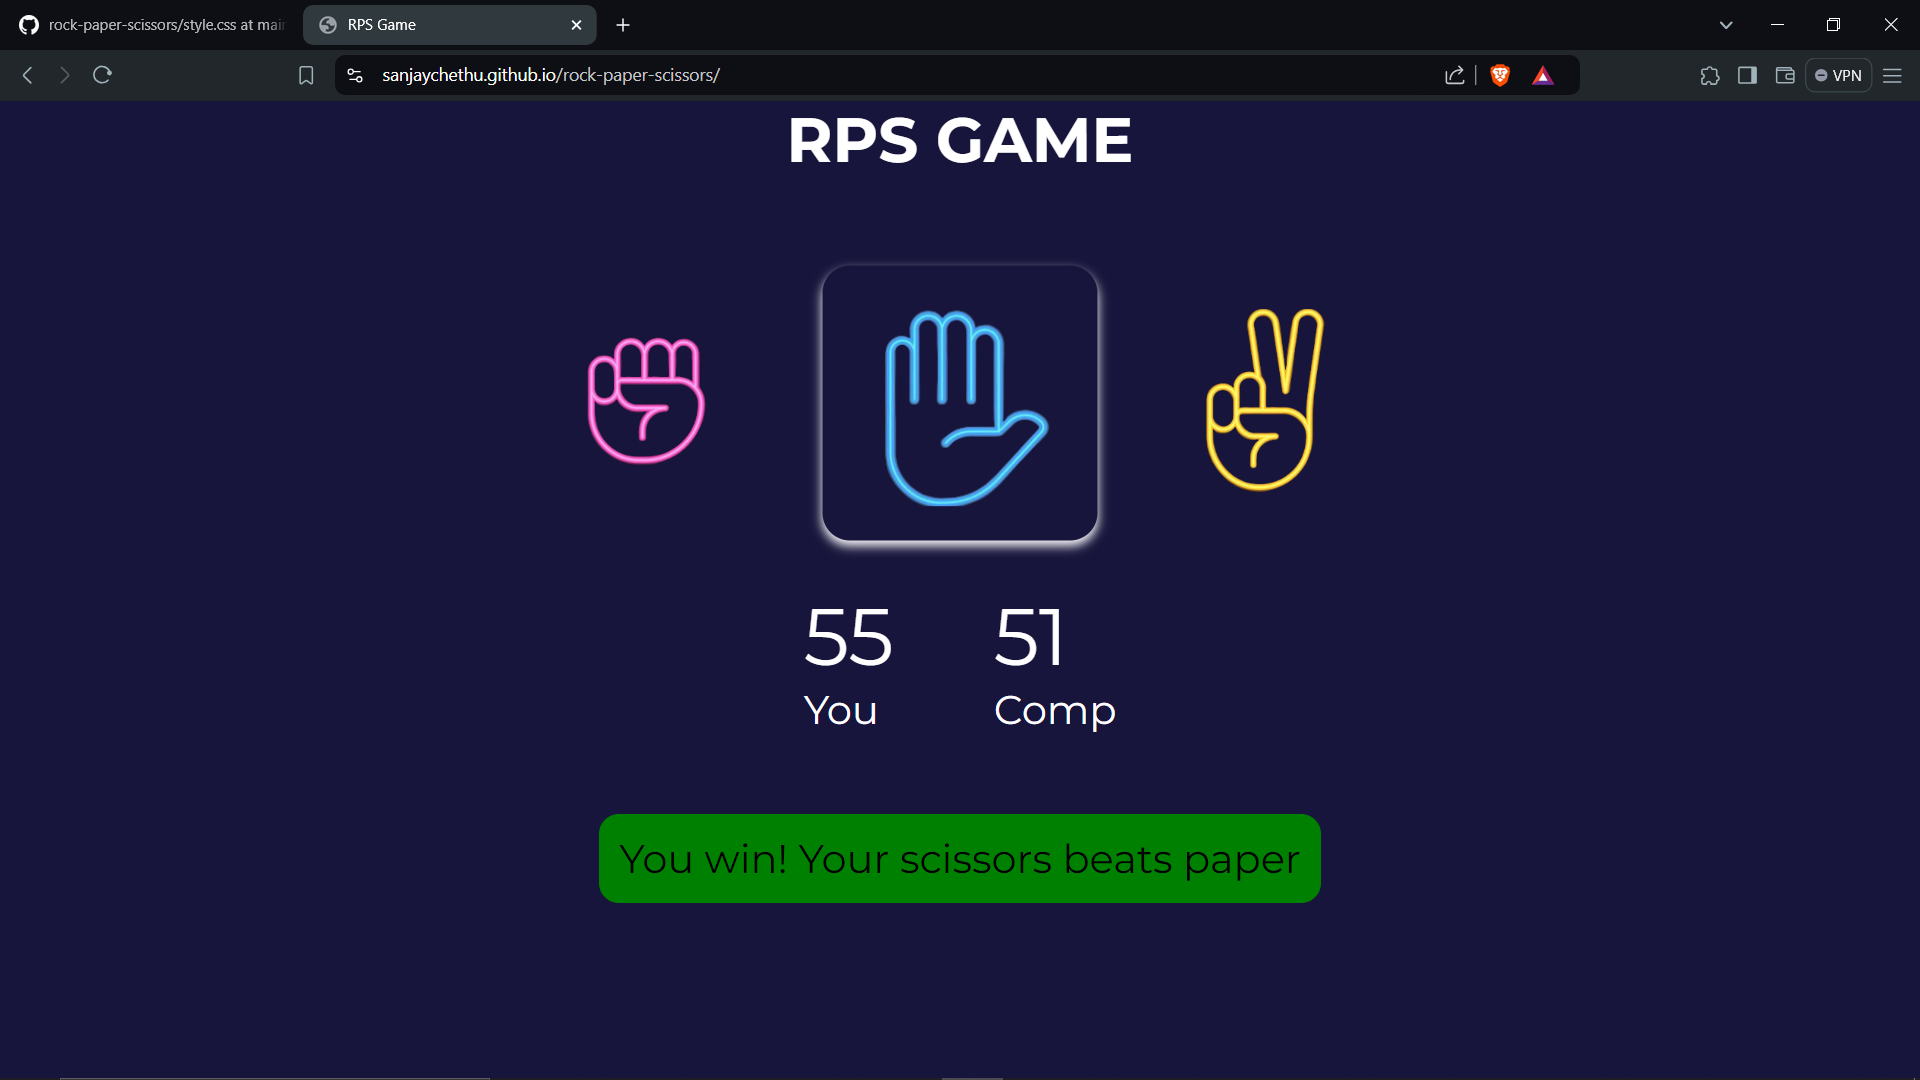 rock-paper-scissors/style.css at mai
RPS Game
sanjaychethu.github.io/rock-paper-scissors/
VPN
RPS GAME
55 51
You Comp
You win! Your scissors beats paper